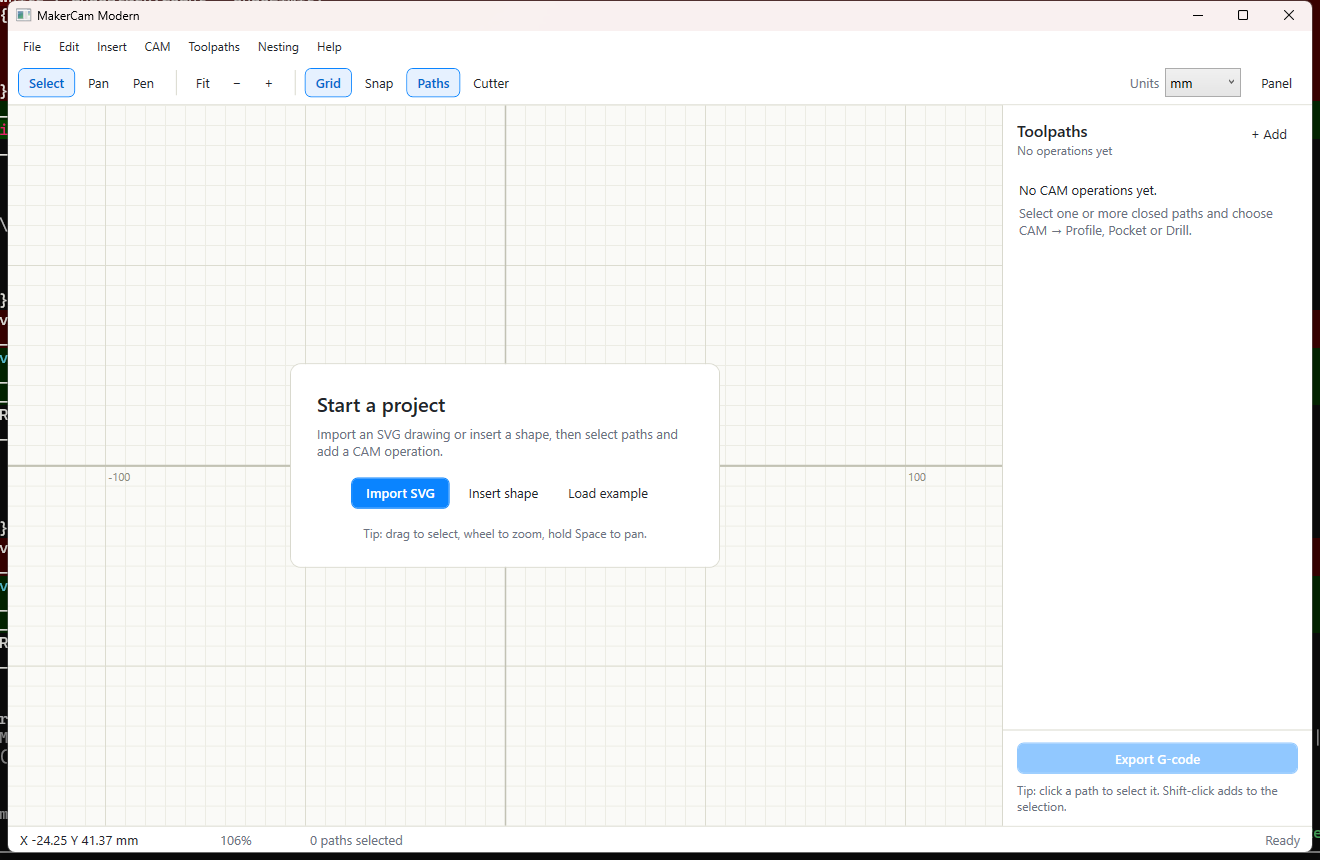 MakerCam Modern
File Edit Insert CAM Toolpaths Nesting Help
Select Pan Pen Fit − + Grid Snap Paths Cutter Units mm Panel
Toolpaths
+ Add
No operations yet
No CAM operations yet.
Select one or more closed paths and choose
CAM → Profile, Pocket or Drill.
Start a project
Import an SVG drawing or insert a shape, then select paths and
add a CAM operation.
-100
100
Import SVG Insert shape Load example
Tip: drag to select, wheel to zoom, hold Space to pan.
Export G-code
Tip: click a path to select it. Shift-click adds to the
selection.
X -24.25 Y 41.37 mm 106% 0 paths selected Ready